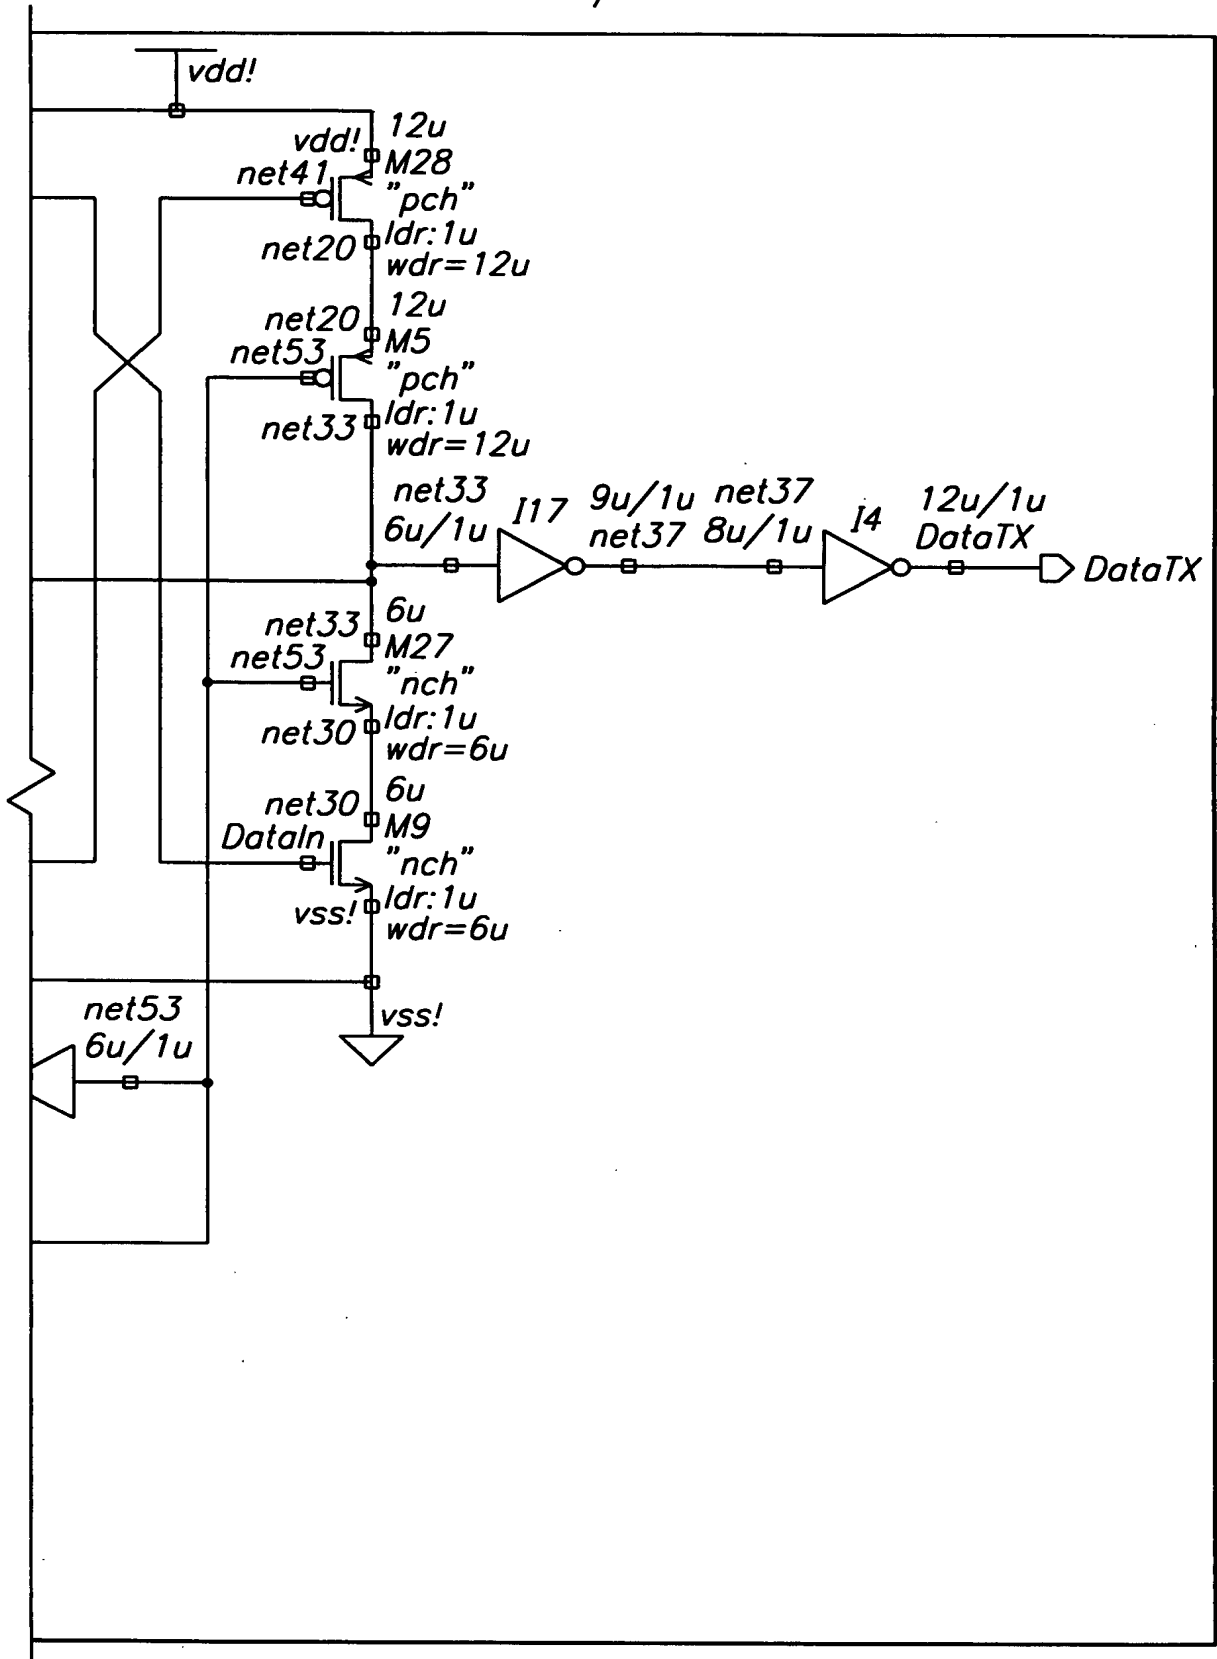 vdd!
12u
vdd!
M28
net41
"pch"
ldr:1u
net20
wdr=12u
12u
net20
M5
net53
"pch"
ldr:1u
net33
wdr=12u
net33
6u/1u
I17
9u/1u
net37
net37
8u/1u
I4
12u/1u
DataTX
DataTX
6u
net33
M27
net53
"nch"
ldr:1u
net30
wdr=6u
6u
net30
M9
DataIn
"nch"
ldr:1u
vss!
wdr=6u
net53
6u/1u
vss!